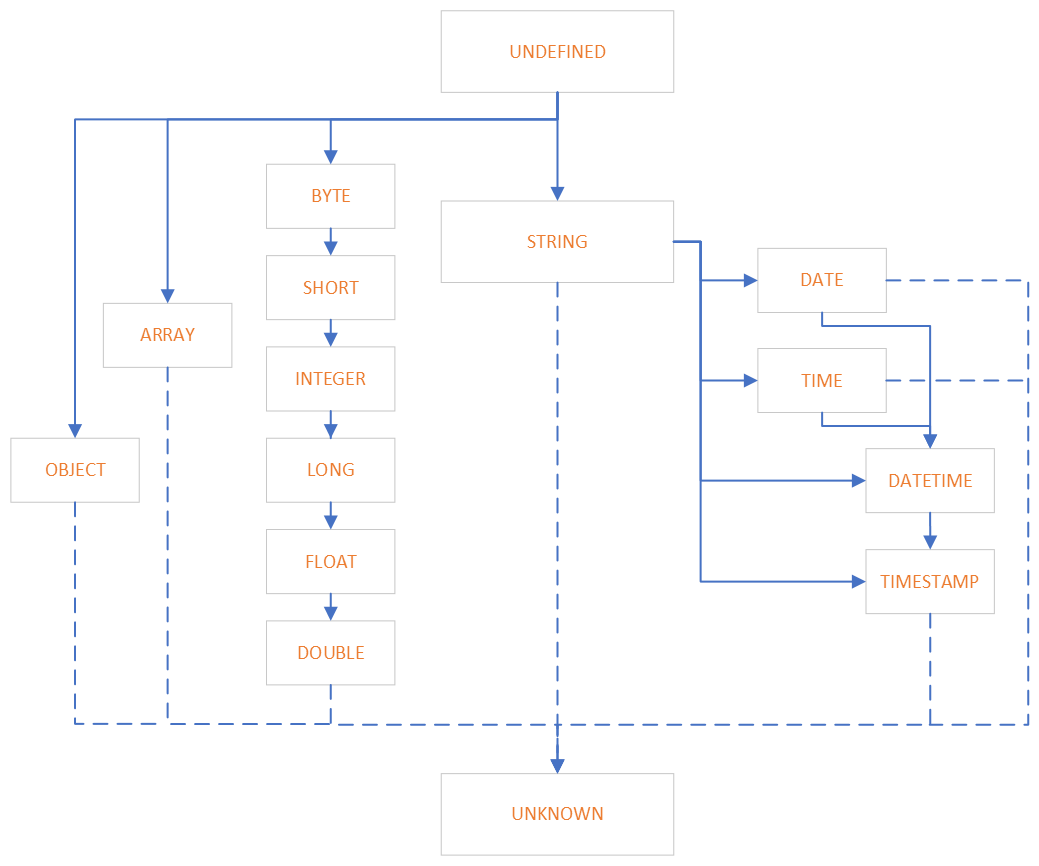 UNDEFINED
BYTE
STRING
DATE
SHORT
ARRAY
INTEGER
TIME
OBJECT
LONG
DATETIME
FLOAT
TIMESTAMP
DOUBLE
UNKNOWN